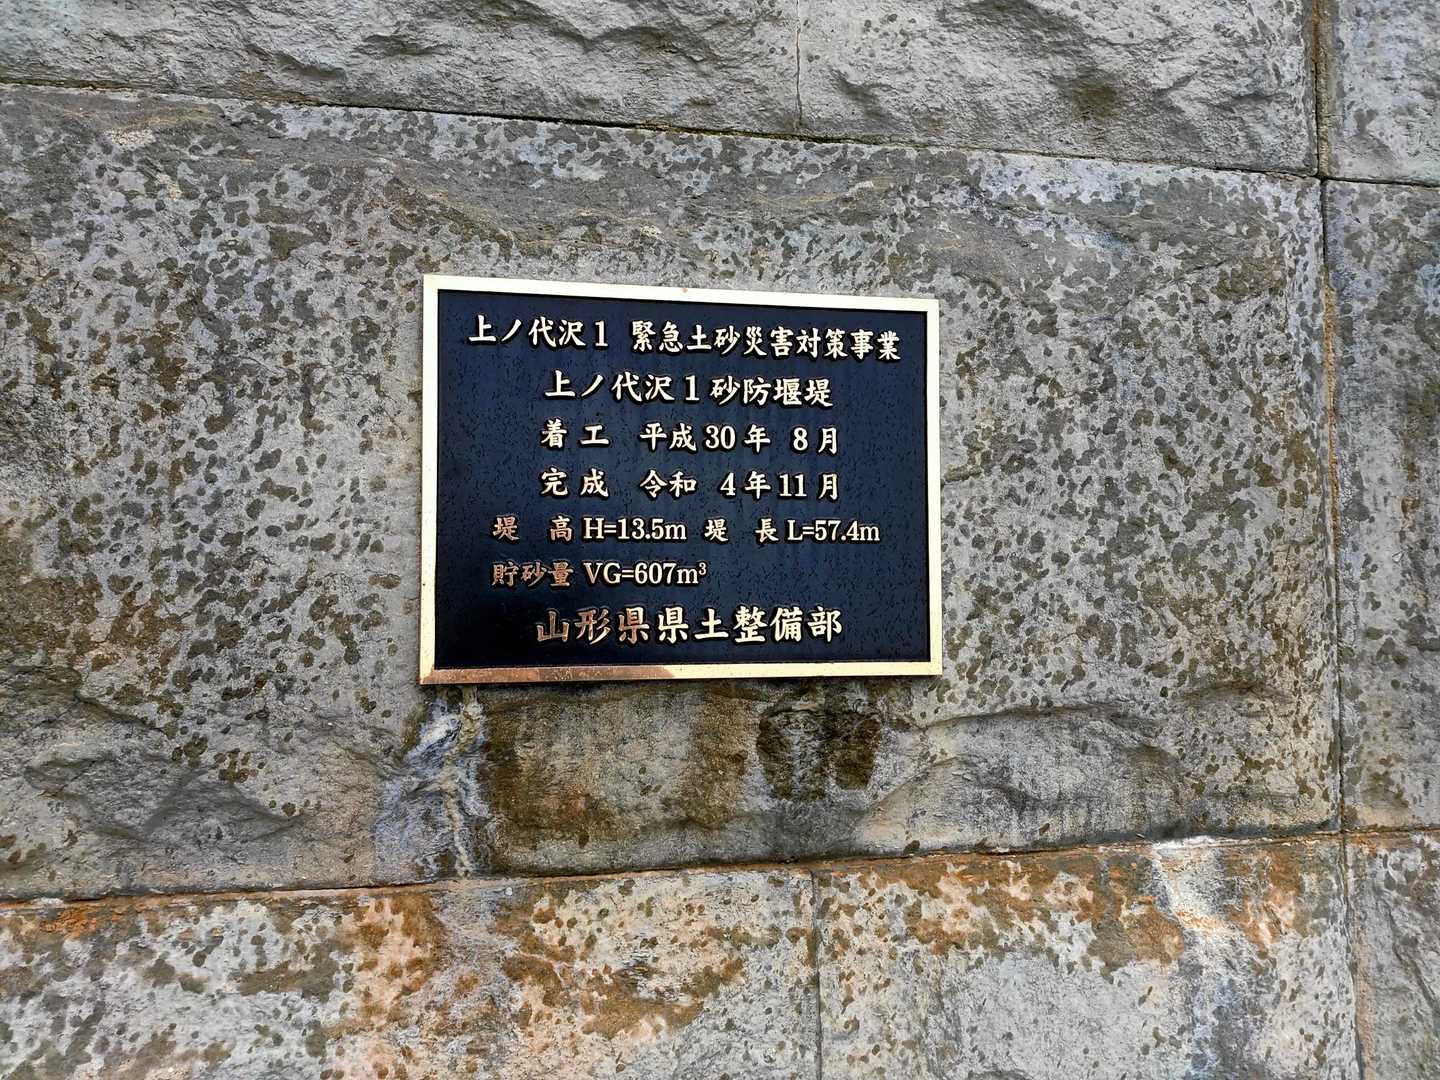 上ノ代沢1 緊急土砂災害対策事業
上ノ代沢1砂防堰堤
着工 平成30年 8月
完成 令和 4年11月
堤 高 H=13.5m 堤 長 L=57.4m
貯砂量 VG=607m³
山形県県土整備部